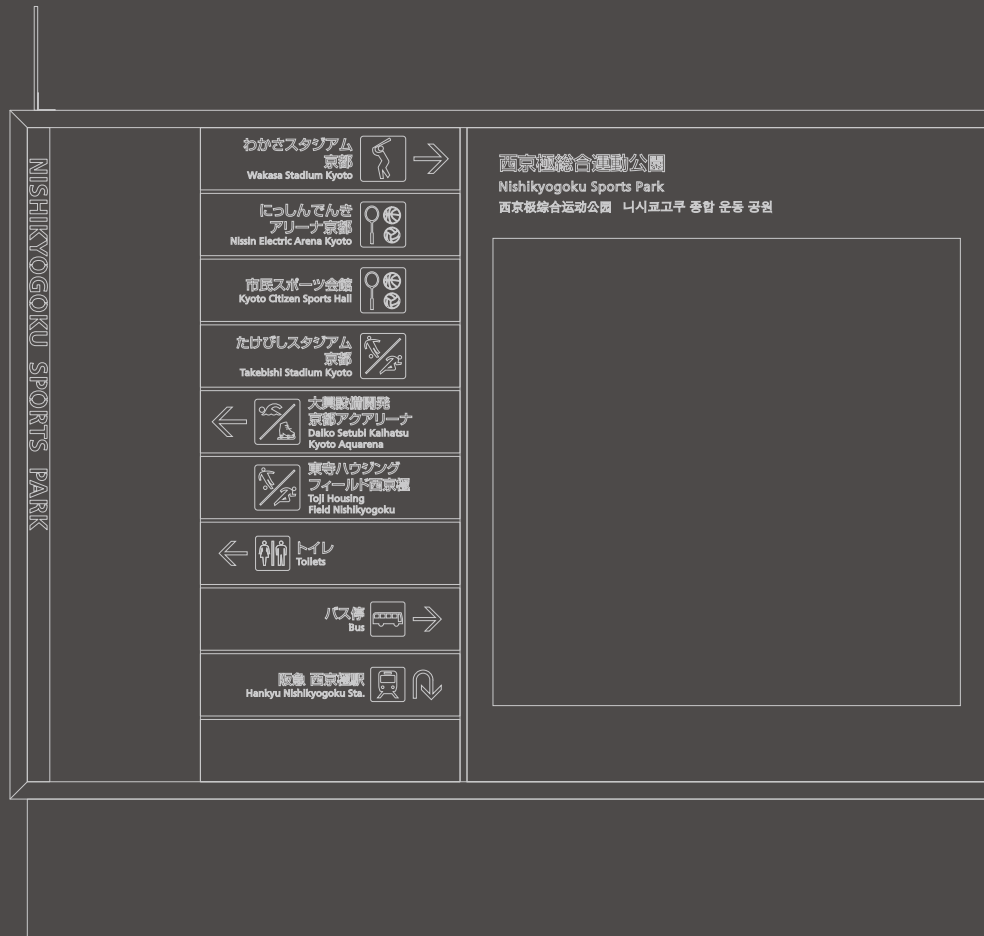 NISHIKYOGOKU SPORTS PARK
わかさスタジアム
京都
Wakasa Stadium Kyoto
にっしんでんき
アリーナ京都
Nissin Electric Arena Kyoto
市民スポーツ会館
Kyoto Citizen Sports Hall
たけびしスタジアム
京都
Takebishi Stadium Kyoto
大興設備開発
京都アクアリーナ
Daiko Setubi Kaihatsu
Kyoto Aquarena
東寺ハウジング
フィールド西京極
Toji Housing
Field Nishikyogoku
トイレ
Toilets
バス停
Bus
阪急 西京極駅
Hankyu Nishikyogoku Sta.
西京極総合運動公園
Nishikyogoku Sports Park
西京极综合运动公园 니시쿄고쿠 종합 운동 공원